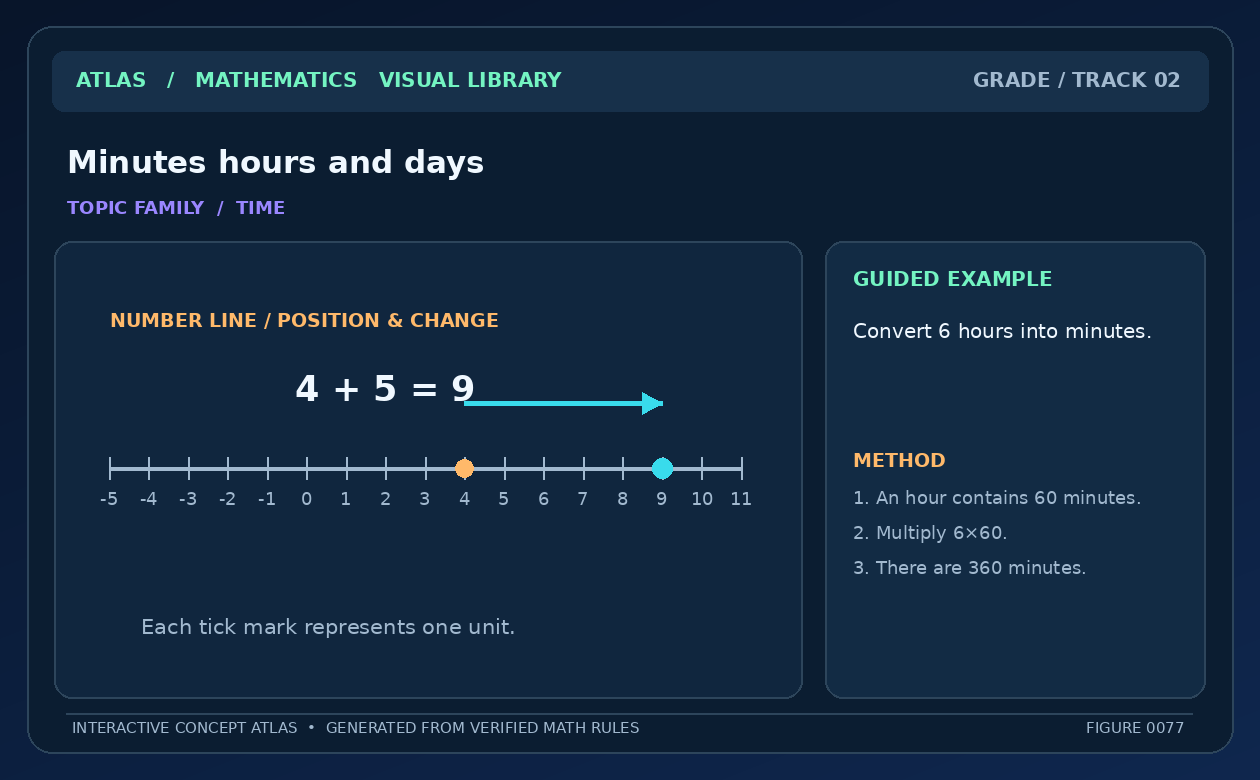 ATLAS / MATHEMATICS VISUAL LIBRARY
GRADE / TRACK 02
Minutes hours and days
TOPIC FAMILY / TIME
NUMBER LINE / POSITION & CHANGE
4 + 5 = 9
-5 -4 -3 -2 -1 0 1 2 3 4 5 6 7 8 9 10 11
Each tick mark represents one unit.
GUIDED EXAMPLE
Convert 6 hours into minutes.
METHOD
1. An hour contains 60 minutes.
2. Multiply 6×60.
3. There are 360 minutes.
INTERACTIVE CONCEPT ATLAS • GENERATED FROM VERIFIED MATH RULES
FIGURE 0077